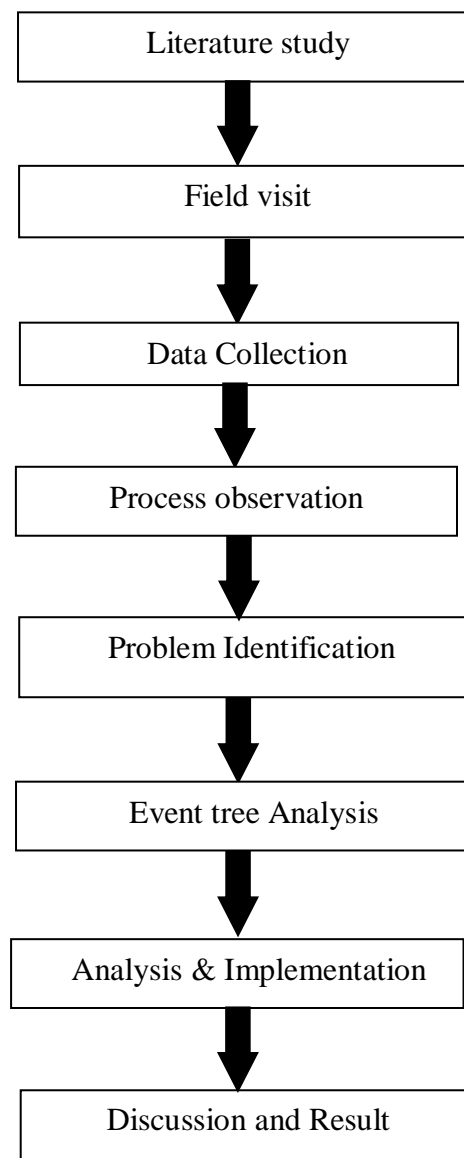 Literature study
Field visit
Data Collection
Process observation
Problem Identification
Event tree Analysis
Analysis & Implementation
Discussion and Result